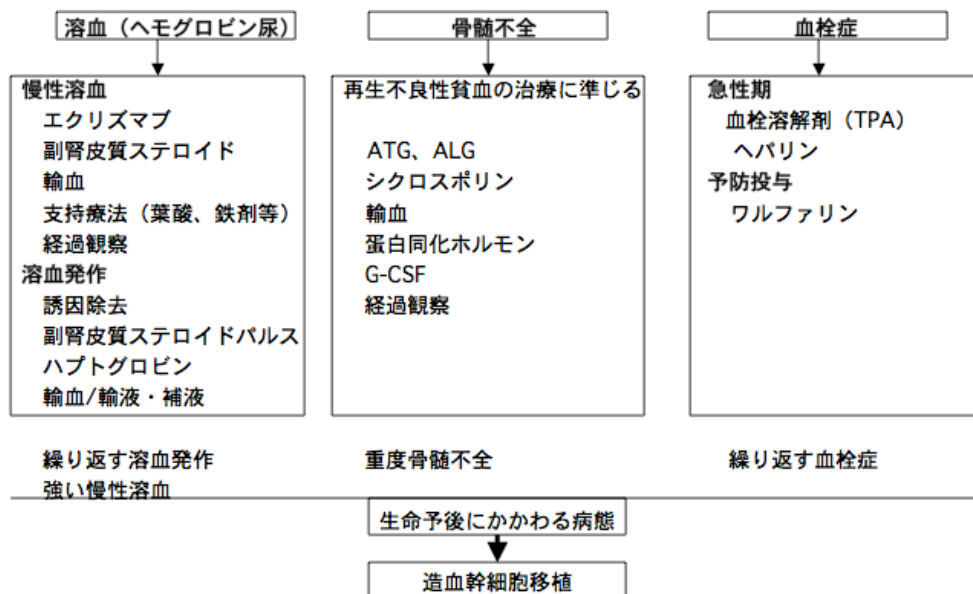 溶血（ヘモグロビン尿）
慢性溶血
エクリズマブ
副腎皮質ステロイド
輸血
支持療法（葉酸、鉄剤等）
経過観察
溶血発作
誘因除去
副腎皮質ステロイドパルス
ハプトグロビン
輸血/輸液・補液
繰り返す溶血発作
強い慢性溶血
骨髄不全
再生不良性貧血の治療に準じる
ATG、ALG
シクロスポリン
輸血
蛋白同化ホルモン
G-CSF
経過観察
重度骨髄不全
血栓症
急性期
血栓溶解剤（TPA）
ヘパリン
予防投与
ワルファリン
繰り返す血栓症
生命予後にかかわる病態
造血幹細胞移植